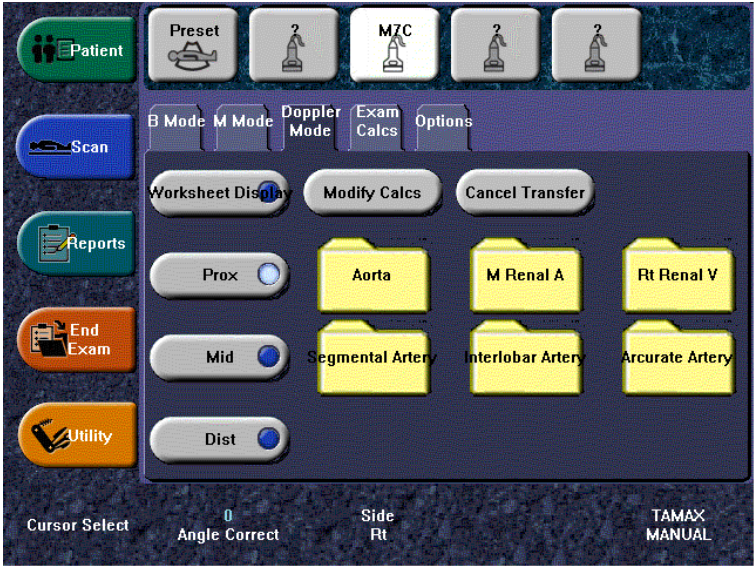 Patient
Preset
?
M7C
?
?
Scan
B Mode
M Mode
Doppler
Mode
Exam
Calcs
Options
Worksheet Display
Modify Calcs
Cancel Transfer
Reports
Prox
Aorta
M Renal A
Rt Renal V
End
Exam
Mid
Segmental Artery
Interlobar Artery
Arcurate Artery
Utility
Dist
Cursor Select
0
Angle Correct
Side
Rt
TAMAX
MANUAL